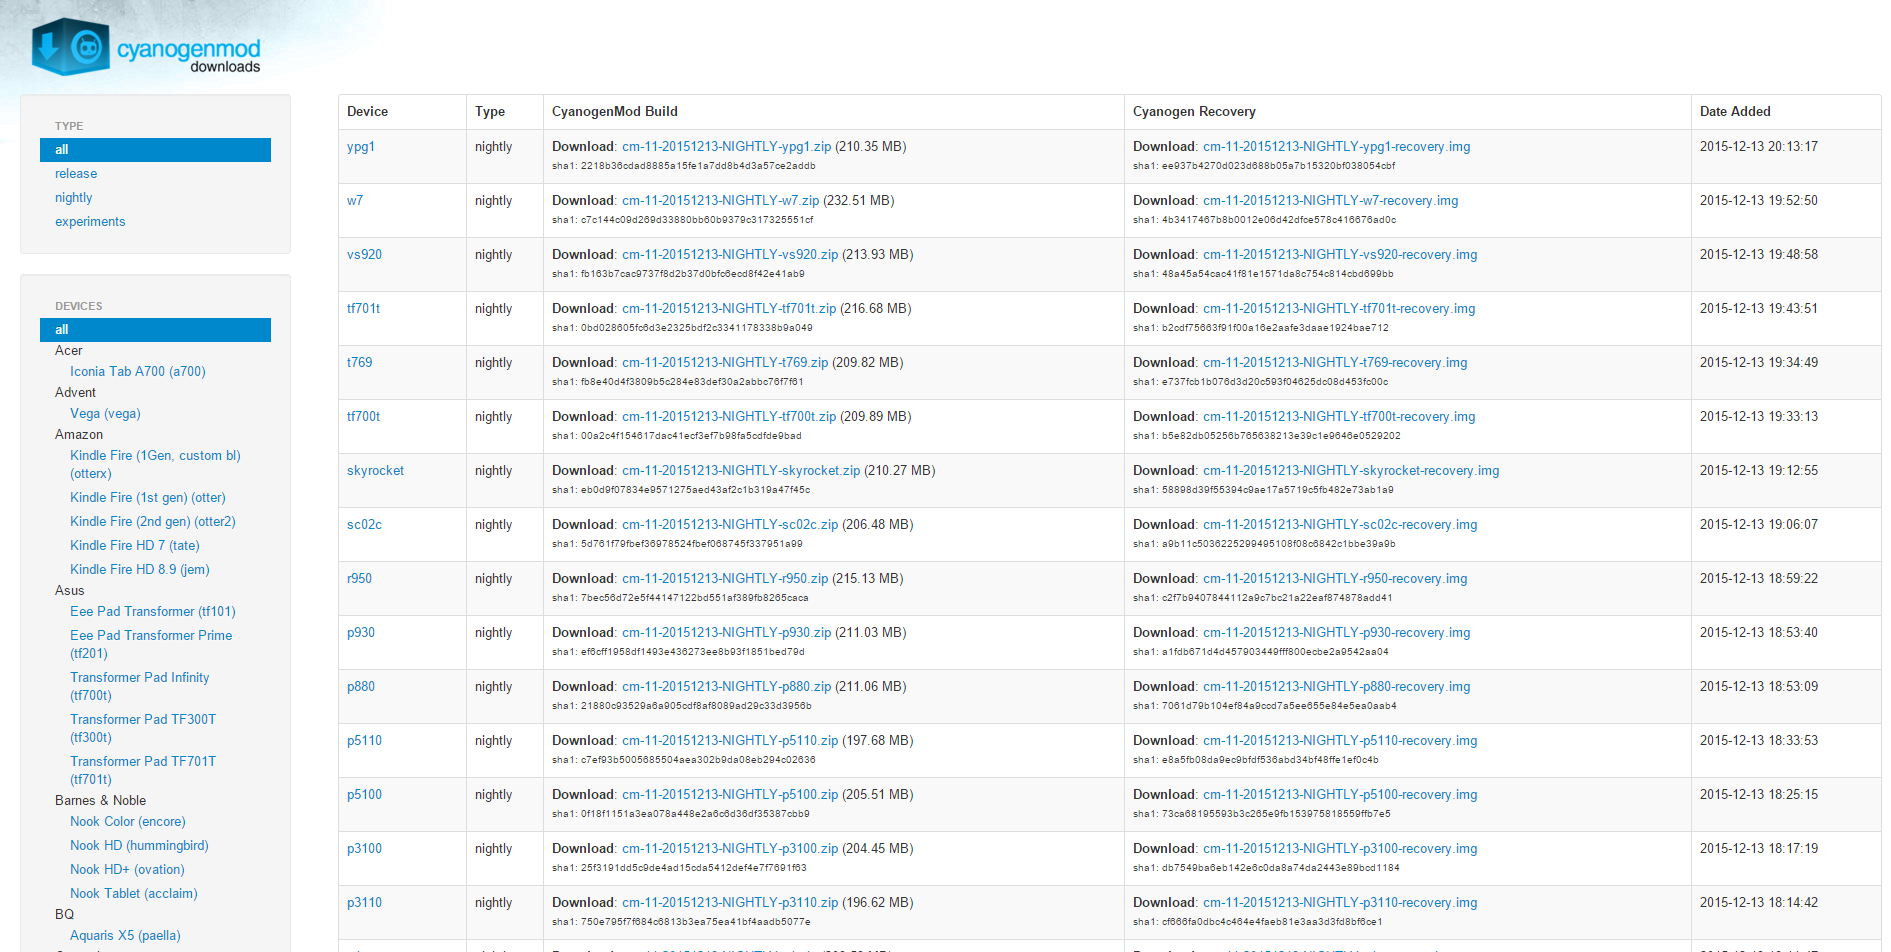 cyanogenmod
downloads
TYPE
all
release
nightly
experiments
DEVICES
all
Acer
Iconia Tab A700 (a700)
Advent
Vega (vega)
Amazon
Kindle Fire (1Gen, custom bl)
(otterx)
Kindle Fire (1st gen) (otter)
Kindle Fire (2nd gen) (otter2)
Kindle Fire HD 7 (tate)
Kindle Fire HD 8.9 (jem)
Asus
Eee Pad Transformer (tf101)
Eee Pad Transformer Prime
(tf201)
Transformer Pad Infinity
(tf700t)
Transformer Pad TF300T
(tf300t)
Transformer Pad TF701T
(tf701t)
Barnes & Noble
Nook Color (encore)
Nook HD (hummingbird)
Nook HD+ (ovation)
Nook Tablet (acclaim)
BQ
Aquaris X5 (paella)
Device Type CyanogenMod Build Cyanogen Recovery Date Added
ypg1 nightly Download: cm-11-20151213-NIGHTLY-ypg1.zip (210.35 MB) Download: cm-11-20151213-NIGHTLY-ypg1-recovery.img 2015-12-13 20:13:17
sha1: 2218b36cdad8885a15fe1a7dd8b4d3a57ce2addb sha1: ee937b4270d023d688b05a7b15320bf038054cbf
w7 nightly Download: cm-11-20151213-NIGHTLY-w7.zip (232.51 MB) Download: cm-11-20151213-NIGHTLY-w7-recovery.img 2015-12-13 19:52:50
sha1: c7c144c09d269d33880bb60b9379c317325551cf sha1: 4b3417467b8b0012e06d42dfce578c416676ad0c
vs920 nightly Download: cm-11-20151213-NIGHTLY-vs920.zip (213.93 MB) Download: cm-11-20151213-NIGHTLY-vs920-recovery.img 2015-12-13 19:48:58
sha1: fb163b7cac9737f8d2b37d0bfc6ecd8f42e41ab9 sha1: 48a45a54cac41f81e1571da8c754c814cbd699bb
tf701t nightly Download: cm-11-20151213-NIGHTLY-tf701t.zip (216.68 MB) Download: cm-11-20151213-NIGHTLY-tf701t-recovery.img 2015-12-13 19:43:51
sha1: 0bd028605fc6d3e2325bdf2c3341178338b9a049 sha1: b2cdf75663f91f00a16e2aafe3daae1924bae712
t769 nightly Download: cm-11-20151213-NIGHTLY-t769.zip (209.82 MB) Download: cm-11-20151213-NIGHTLY-t769-recovery.img 2015-12-13 19:34:49
sha1: fb8e40d4f3809b5c284e83def30a2abbc76f7f61 sha1: e737fcb1b076d3d20c593f04625dc08d453fc00c
tf700t nightly Download: cm-11-20151213-NIGHTLY-tf700t.zip (209.89 MB) Download: cm-11-20151213-NIGHTLY-tf700t-recovery.img 2015-12-13 19:33:13
sha1: 00a2c4f154617dac41ecf3ef7b98fa5cdfde9bad sha1: b5e82db05256b765638213e39c1e9646e0529202
skyrocket nightly Download: cm-11-20151213-NIGHTLY-skyrocket.zip (210.27 MB) Download: cm-11-20151213-NIGHTLY-skyrocket-recovery.img 2015-12-13 19:12:55
sha1: eb0d9f07834e9571275aed43af2c1b319a47f45c sha1: 58898d39f55394c9ae17a5719c5fb482e73ab1a9
sc02c nightly Download: cm-11-20151213-NIGHTLY-sc02c.zip (206.48 MB) Download: cm-11-20151213-NIGHTLY-sc02c-recovery.img 2015-12-13 19:06:07
sha1: 5d761f79fbef36978524fbef068745f337951a99 sha1: a9b11c5036225299495108f08c6842c1bbe39a9b
r950 nightly Download: cm-11-20151213-NIGHTLY-r950.zip (215.13 MB) Download: cm-11-20151213-NIGHTLY-r950-recovery.img 2015-12-13 18:59:22
sha1: 7bec56d72e5f44147122bd551af389fb8265caca sha1: c2f7b9407844112a9c7bc21a22eaf874878add41
p930 nightly Download: cm-11-20151213-NIGHTLY-p930.zip (211.03 MB) Download: cm-11-20151213-NIGHTLY-p930-recovery.img 2015-12-13 18:53:40
sha1: ef6cff1958df1493e436273ee8b93f1851bed79d sha1: a1fdb671d4d457903449fff800ecbe2a9542aa04
p880 nightly Download: cm-11-20151213-NIGHTLY-p880.zip (211.06 MB) Download: cm-11-20151213-NIGHTLY-p880-recovery.img 2015-12-13 18:53:09
sha1: 21880c93529a6a905cdf8af8089ad29c33d3956b sha1: 7061d79b104ef84a9ccd7a5ee655e84e5ea0aab4
p5110 nightly Download: cm-11-20151213-NIGHTLY-p5110.zip (197.68 MB) Download: cm-11-20151213-NIGHTLY-p5110-recovery.img 2015-12-13 18:33:53
sha1: c7ef93b5005685504aea302b9da08eb294c02636 sha1: e8a5fb08da9ec9bfdf536abd34bf48ffe1ef0c4b
p5100 nightly Download: cm-11-20151213-NIGHTLY-p5100.zip (205.51 MB) Download: cm-11-20151213-NIGHTLY-p5100-recovery.img 2015-12-13 18:25:15
sha1: 0f18f1151a3ea078a448e2a6c6d36df35387cbb9 sha1: 73ca68195593b3c265e9fb153975818559ffb7e5
p3100 nightly Download: cm-11-20151213-NIGHTLY-p3100.zip (204.45 MB) Download: cm-11-20151213-NIGHTLY-p3100-recovery.img 2015-12-13 18:17:19
sha1: 25f3191dd5c9de4ad15cda5412def4e7f7691f63 sha1: db7549ba6eb142e6c0da8a74da2443e89bcd1184
p3110 nightly Download: cm-11-20151213-NIGHTLY-p3110.zip (196.62 MB) Download: cm-11-20151213-NIGHTLY-p3110-recovery.img 2015-12-13 18:14:42
sha1: 750e795f7f684c6813b3ea75ea41bf4aadb5077e sha1: cf666fa0dbc4c464e4faeb81e3aa3d3fd8bf6ce1